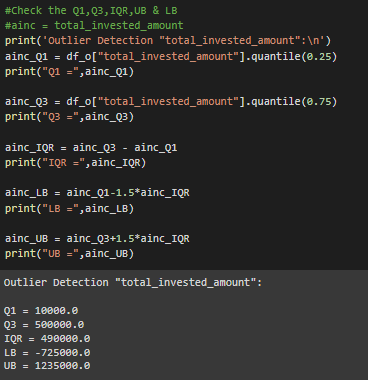 #Check the Q1,Q3,IQR,UB & LB
#ainc = total_invested_amount
print('Outlier Detection "total_invested_amount":\n')
ainc_Q1 = df_o["total_invested_amount"].quantile(0.25)
print("Q1 =",ainc_Q1)
ainc_Q3 = df_o["total_invested_amount"].quantile(0.75)
print("Q3 =",ainc_Q3)
ainc_IQR = ainc_Q3 - ainc_Q1
print("IQR =",ainc_IQR)
ainc_LB = ainc_Q1-1.5*ainc_IQR
print("LB =",ainc_LB)
ainc_UB = ainc_Q3+1.5*ainc_IQR
print("UB =",ainc_UB)
Outlier Detection "total_invested_amount":
Q1 = 10000.0
Q3 = 500000.0
IQR = 490000.0
LB = -725000.0
UB = 1235000.0